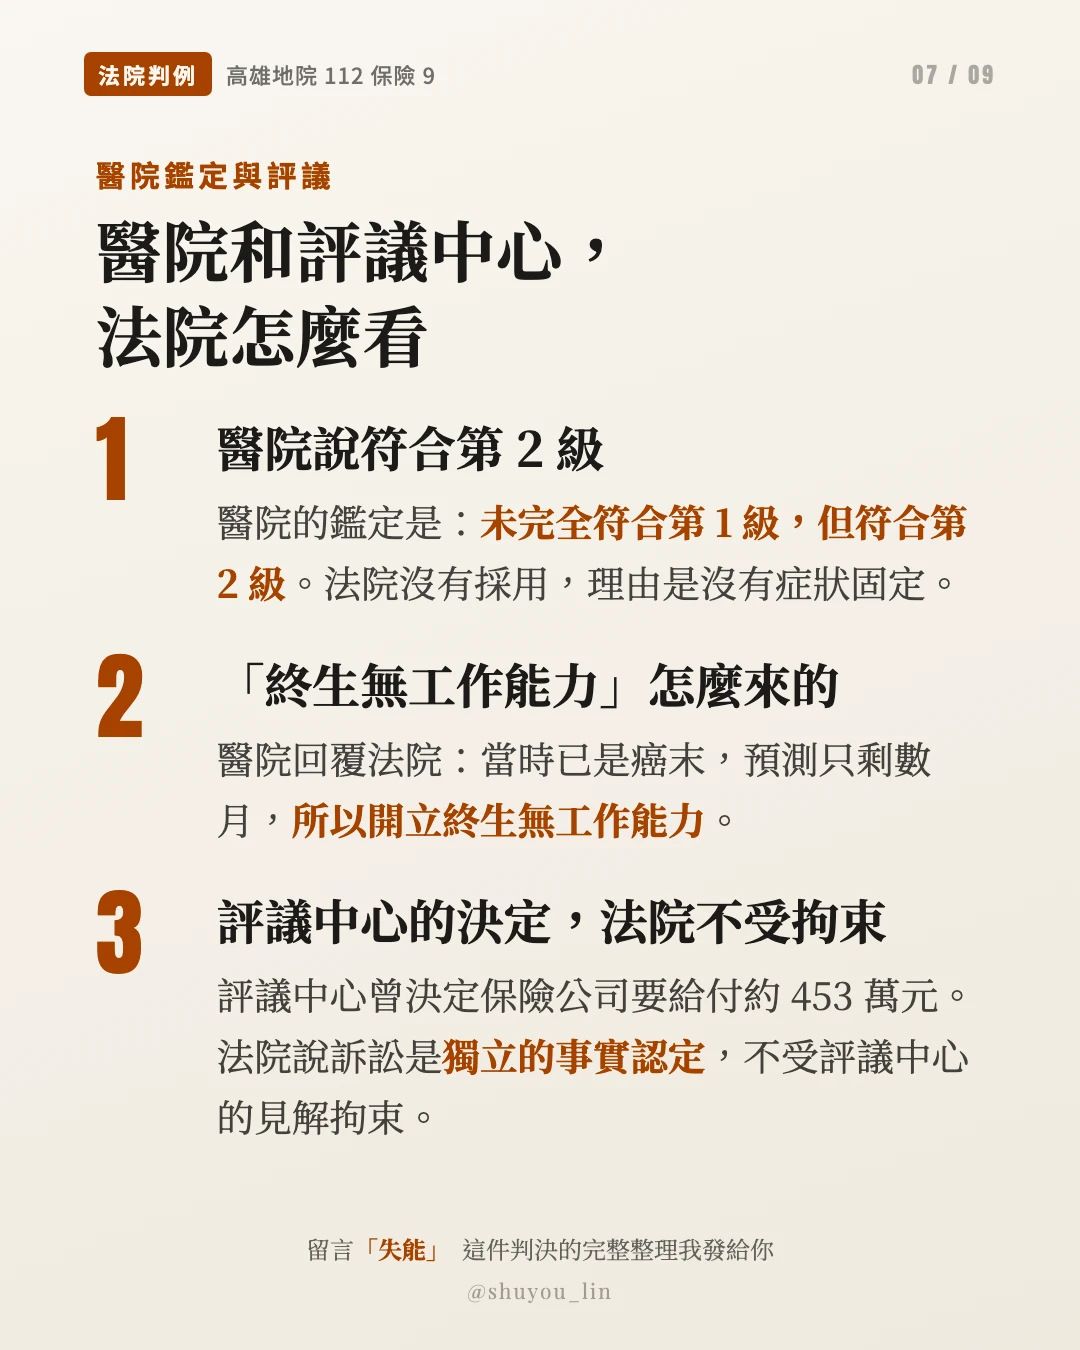 法院判例 高雄地院 112 保險 9
07 / 09
醫院鑑定與評議
醫院和評議中心，
法院怎麼看
1
醫院說符合第 2 級
醫院的鑑定是：未完全符合第 1 級，但符合第
2 級。法院沒有採用，理由是沒有症狀固定。
2
「終生無工作能力」怎麼來的
醫院回覆法院：當時已是癌末，預測只剩數
月，所以開立終生無工作能力。
3
評議中心的決定，法院不受拘束
評議中心曾決定保險公司要給付約 453 萬元。
法院說訴訟是獨立的事實認定，不受評議中心
的見解拘束。
留言「失能」 這件判決的完整整理我發給你
@shuyou_lin